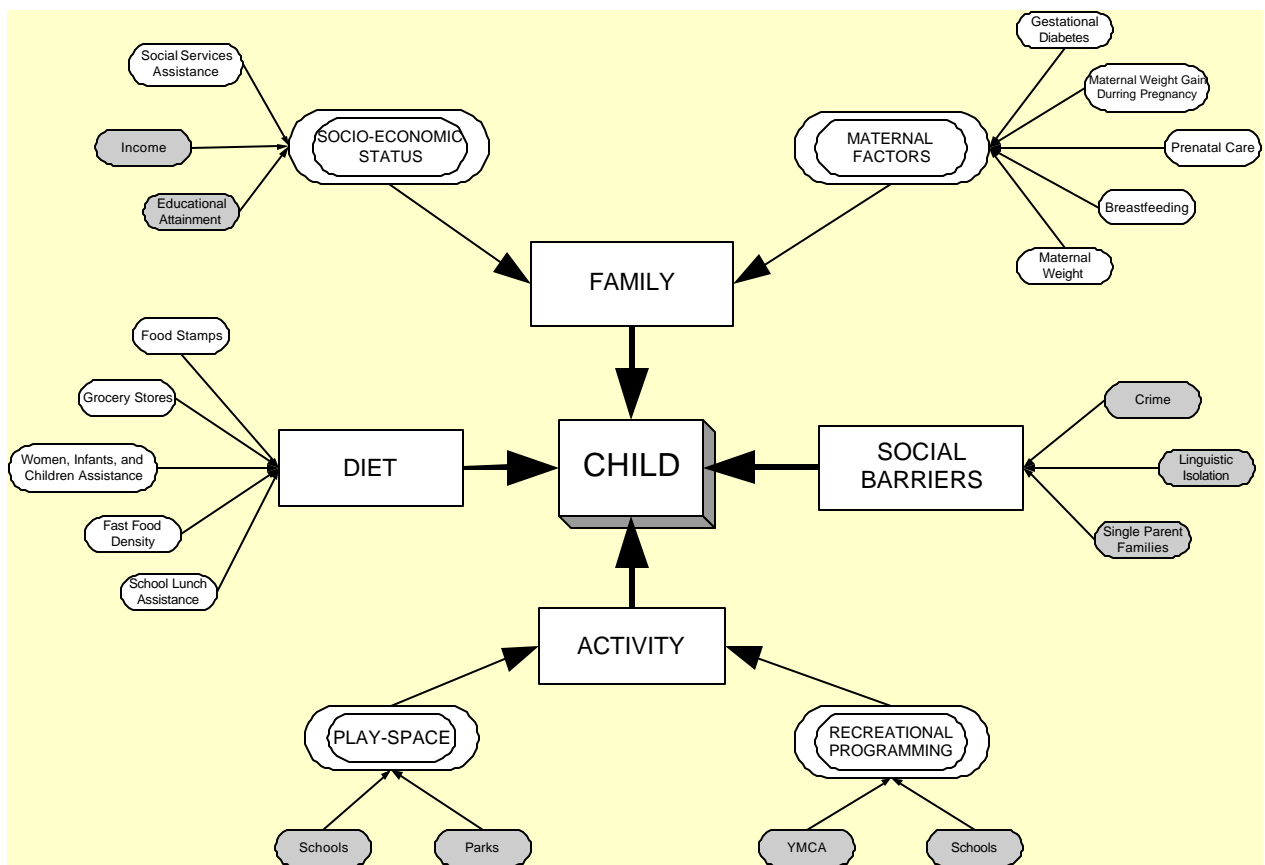 Gestational
Diabetes
Social Services
Assistance
Maternal Weight Gain
Durring Pregnancy
SOCIO-ECONOMIC
STATUS
MATERNAL
FACTORS
Income
Prenatal Care
Educational
Attainment
Breastfeeding
Maternal
Weight
FAMILY
Food Stamps
Grocery Stores
Crime
Women, Infants, and
Children Assistance
DIET
CHILD
SOCIAL
BARRIERS
Linguistic
Isolation
Fast Food
Density
Single Parent
Families
School Lunch
Assistance
ACTIVITY
PLAY-SPACE
RECREATIONAL
PROGRAMMING
Schools
Parks
YMCA
Schools